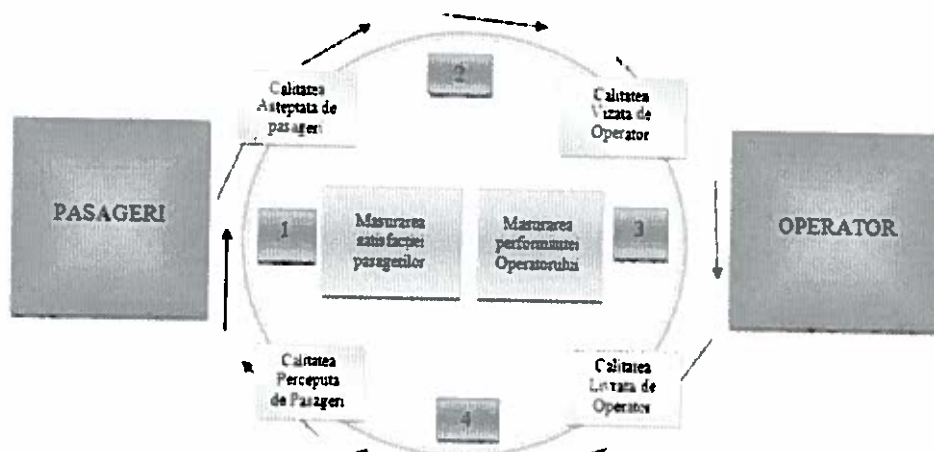 2
Calitatea
Asteptata de
pasageri
Calitatea
Vizata de
Operator
PASAGERI
1
Masurarea
satisfacției
pasagerilor
Masurarea
performantei
Operatorului
3
OPERATOR
Calitatea
Perceputa
de Pasageri
Calitatea
Livrata de
Operator
4